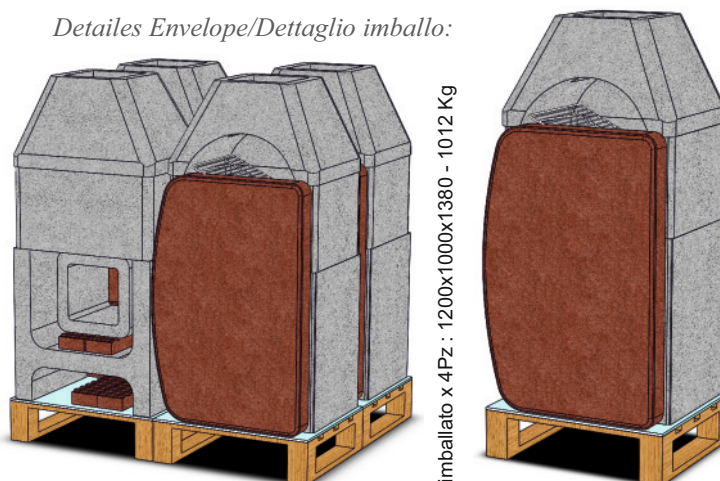 Detailes Envelope/Dettaglio imballo:
imballato x 4Pz : 1200x1000x1380 - 1012 Kg